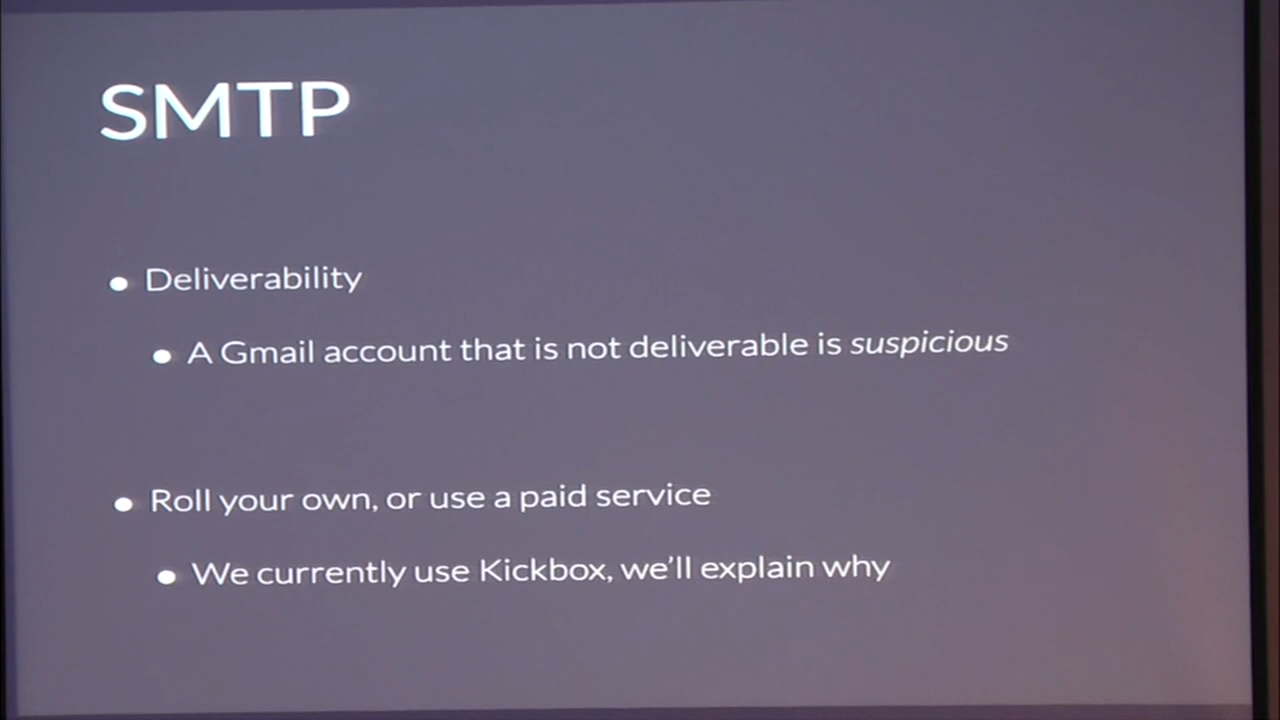 SMTP
● Deliverability
● A Gmail account that is not deliverable is suspicious
● Roll your own, or use a paid service
● We currently use Kickbox, we'll explain why